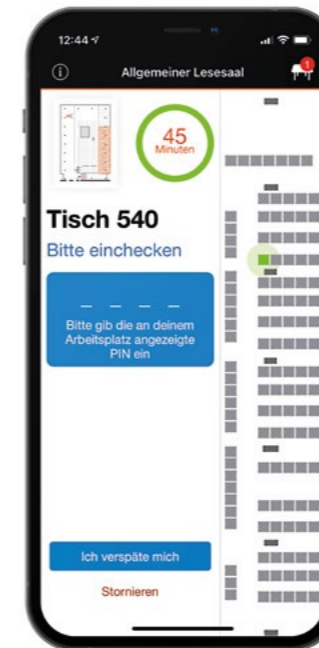 12:44
Allgemeiner Lesesaal
1
45
Minuten
Tisch 540
Bitte einchecken
Bitte gib die an deinem
Arbeitsplatz angezeigte
PIN ein
Ich verspäte mich
Stornieren